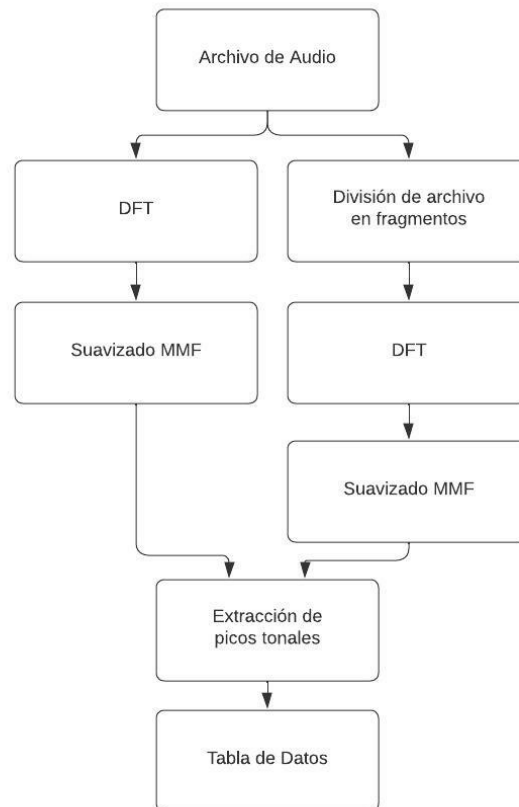 Archivo de Audio
DFT
División de archivo
en fragmentos
Suavizado MMF
DFT
Suavizado MMF
Extracción de
picos tonales
Tabla de Datos